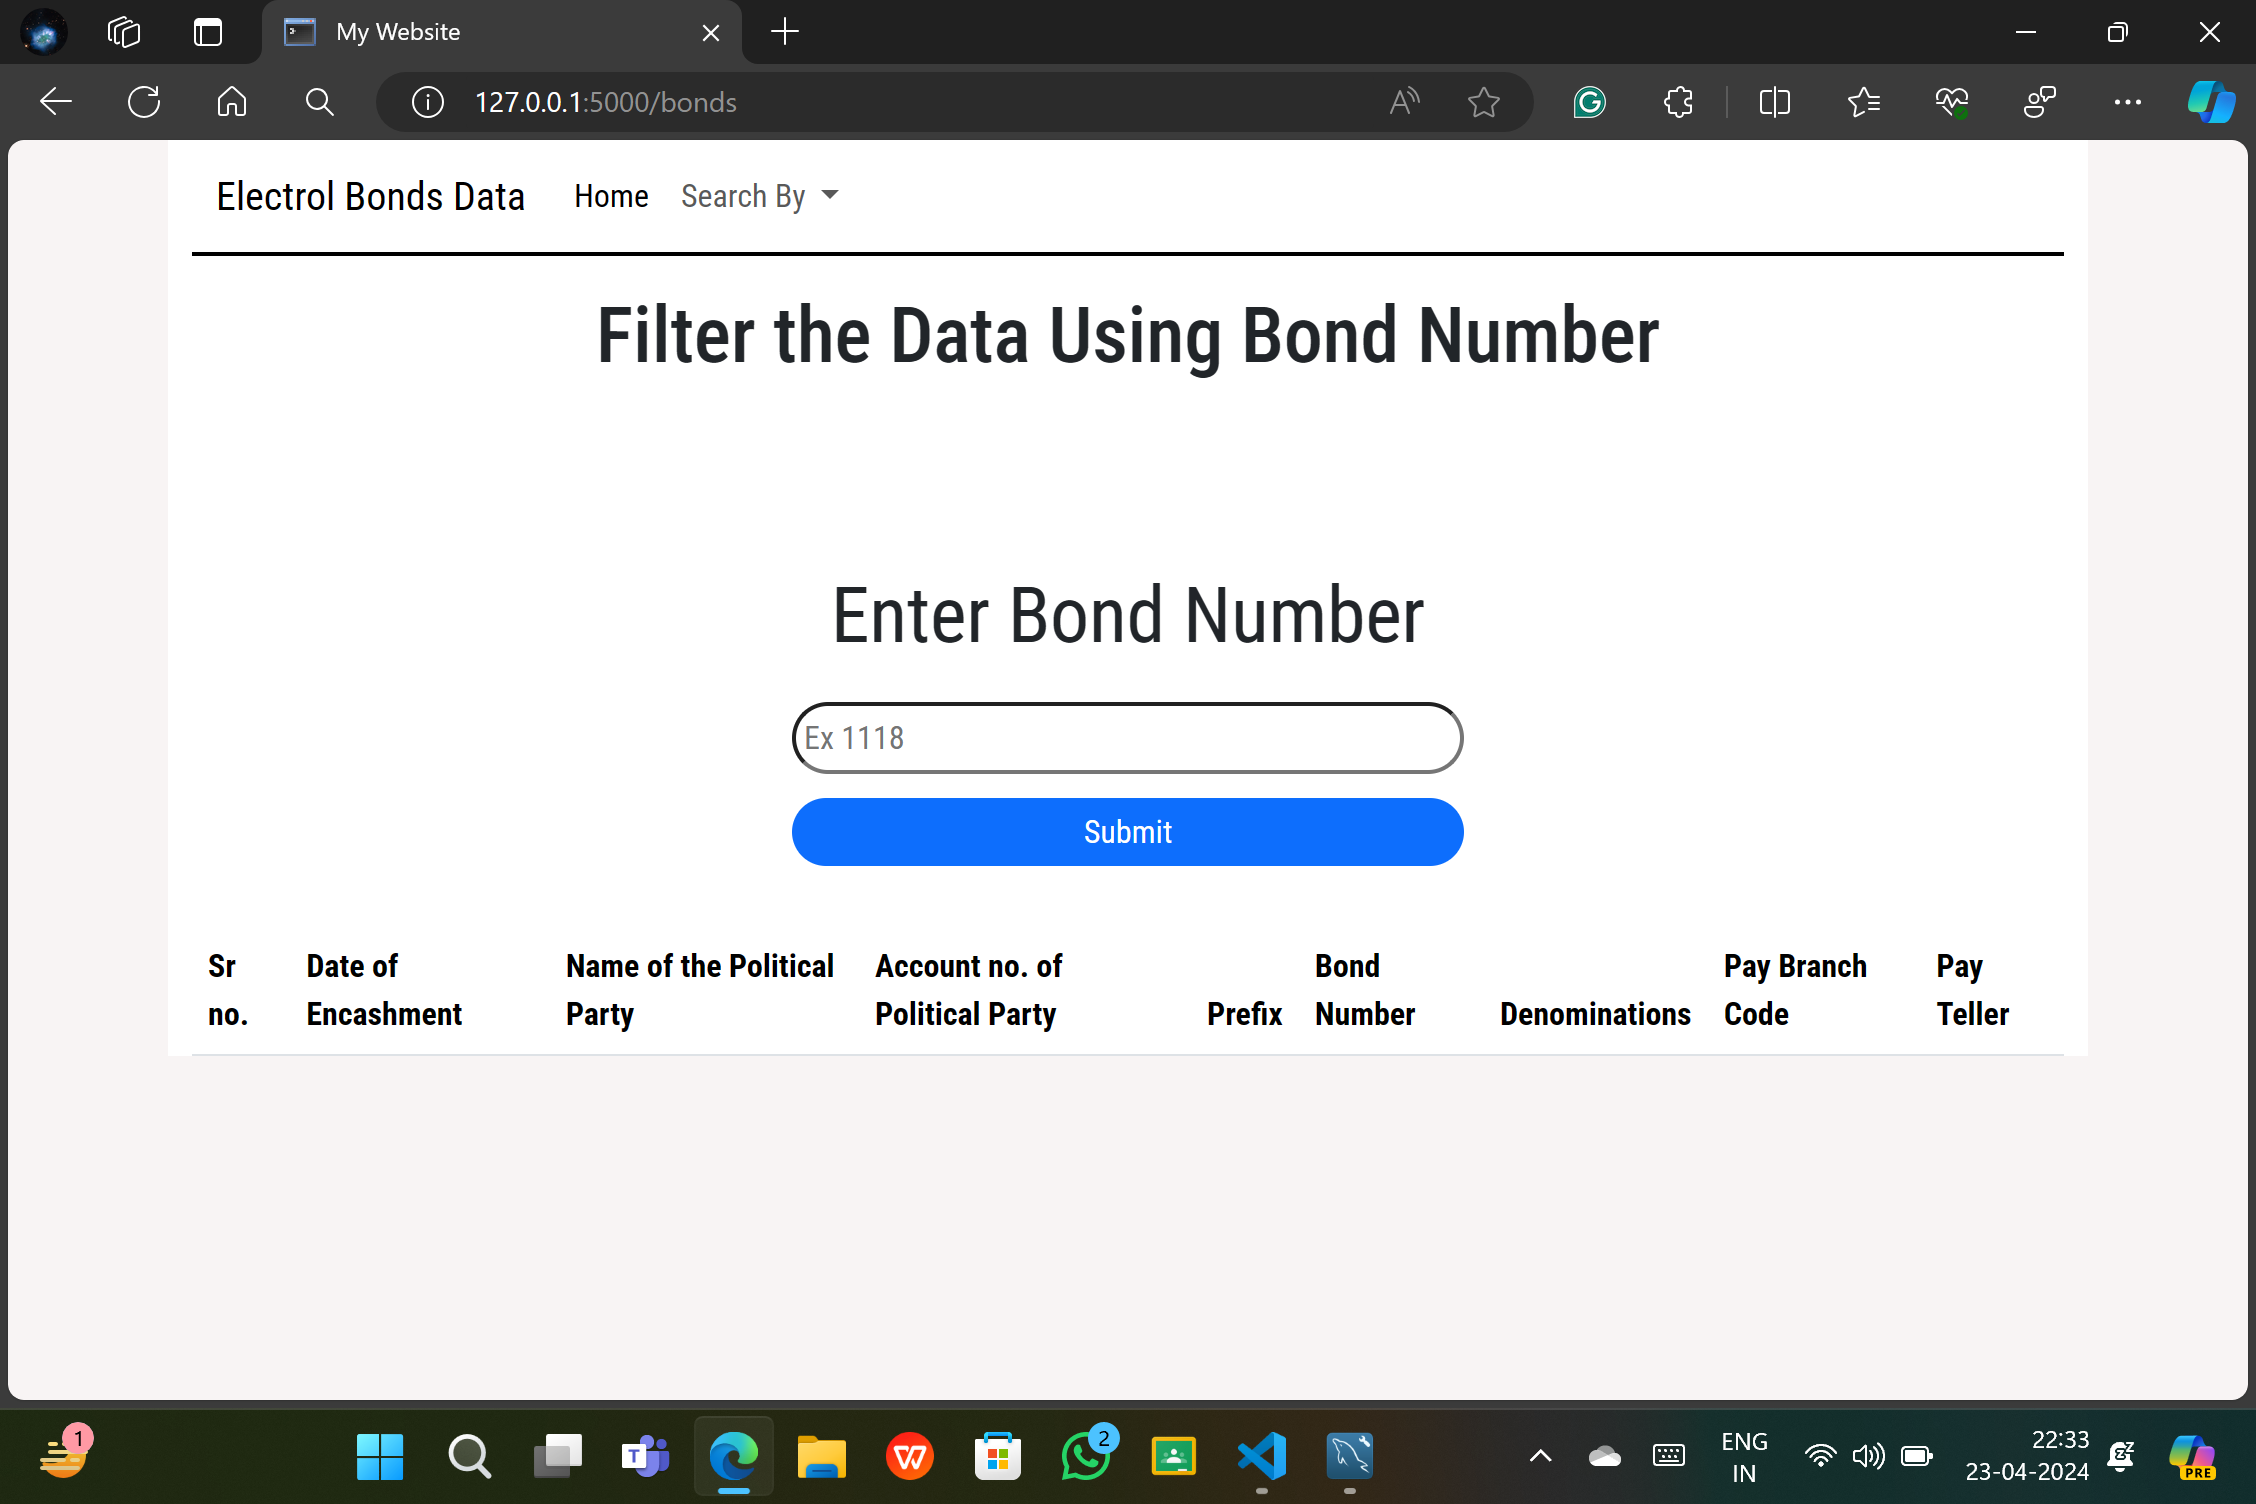 My Website
127.0.0.1:5000/bonds
Electrol Bonds Data Home Search By
Filter the Data Using Bond Number
Enter Bond Number
Ex 1118
Submit
Sr no. Date of Encashment Name of the Political Party Account no. of Political Party Prefix Bond Number Denominations Pay Branch Code Pay Teller
1
T
2
ENG
IN
22:33
23-04-2024
PRE